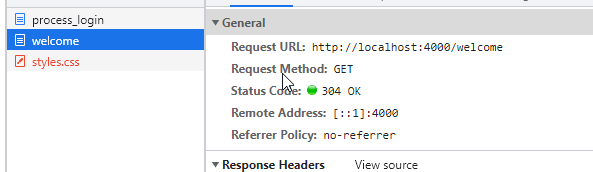 process_login
welcome
styles.css
General
Request URL: http://localhost:4000/welcome
Request Method: GET
Status Code: 304 OK
Remote Address: [::1]:4000
Referrer Policy: no-referrer
Response Headers View source